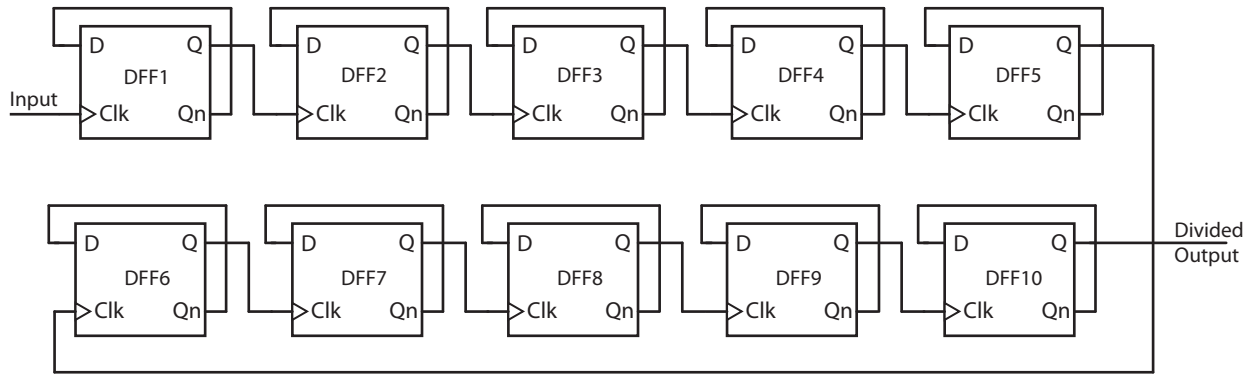 D Q D Q D Q D Q D Q
DFF1 DFF2 DFF3 DFF4 DFF5
Input
Clk Qn Clk Qn Clk Qn Clk Qn Clk Qn
D Q D Q D Q D Q D Q
Divided
Output
DFF6 DFF7 DFF8 DFF9 DFF10
Clk Qn Clk Qn Clk Qn Clk Qn Clk Qn